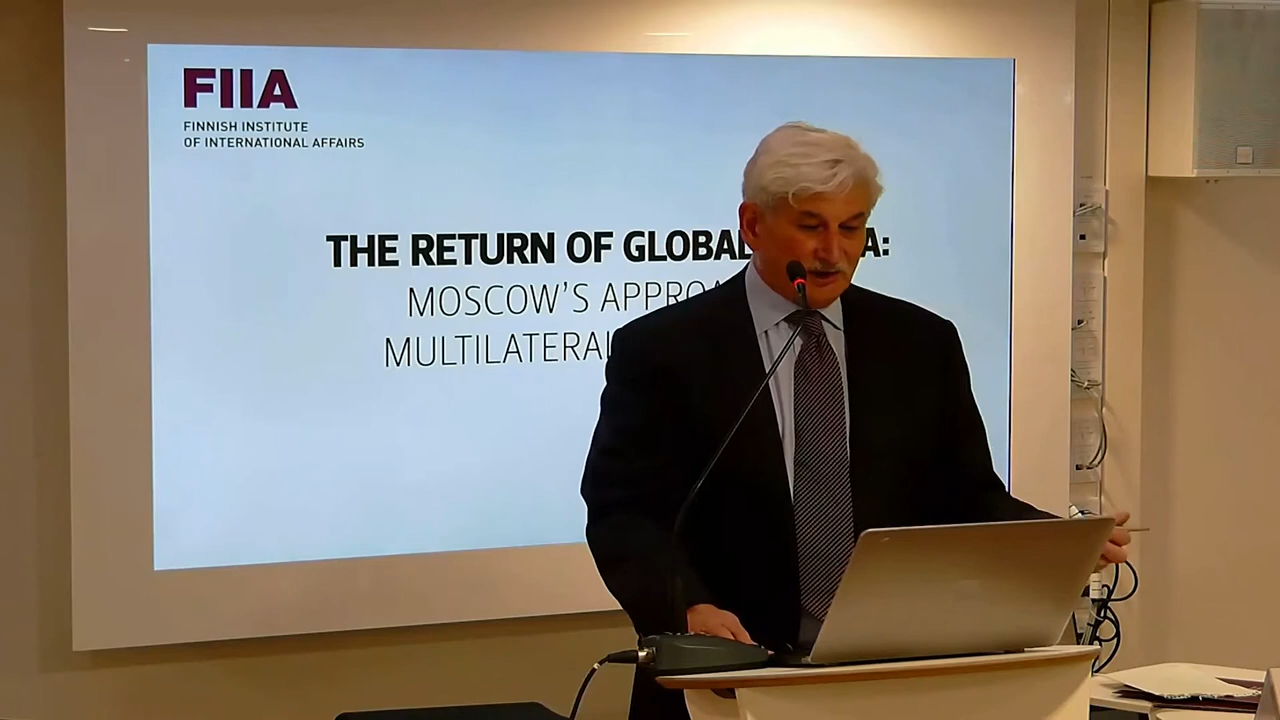 FIIA
FINNISH INSTITUTE
OF INTERNATIONAL AFFAIRS
THE RETURN OF GLOBAL A:
MOSCOW'S
MULTILATERAL